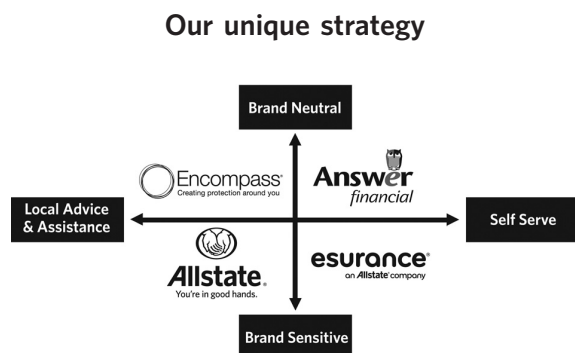 Our unique strategy
Brand Neutral
Encompass®
Creating protection around you
Answer
financial
Local Advice
& Assistance
Self Serve
Allstate®
You're in good hands.
esurance®
an Allstate® company
Brand Sensitive